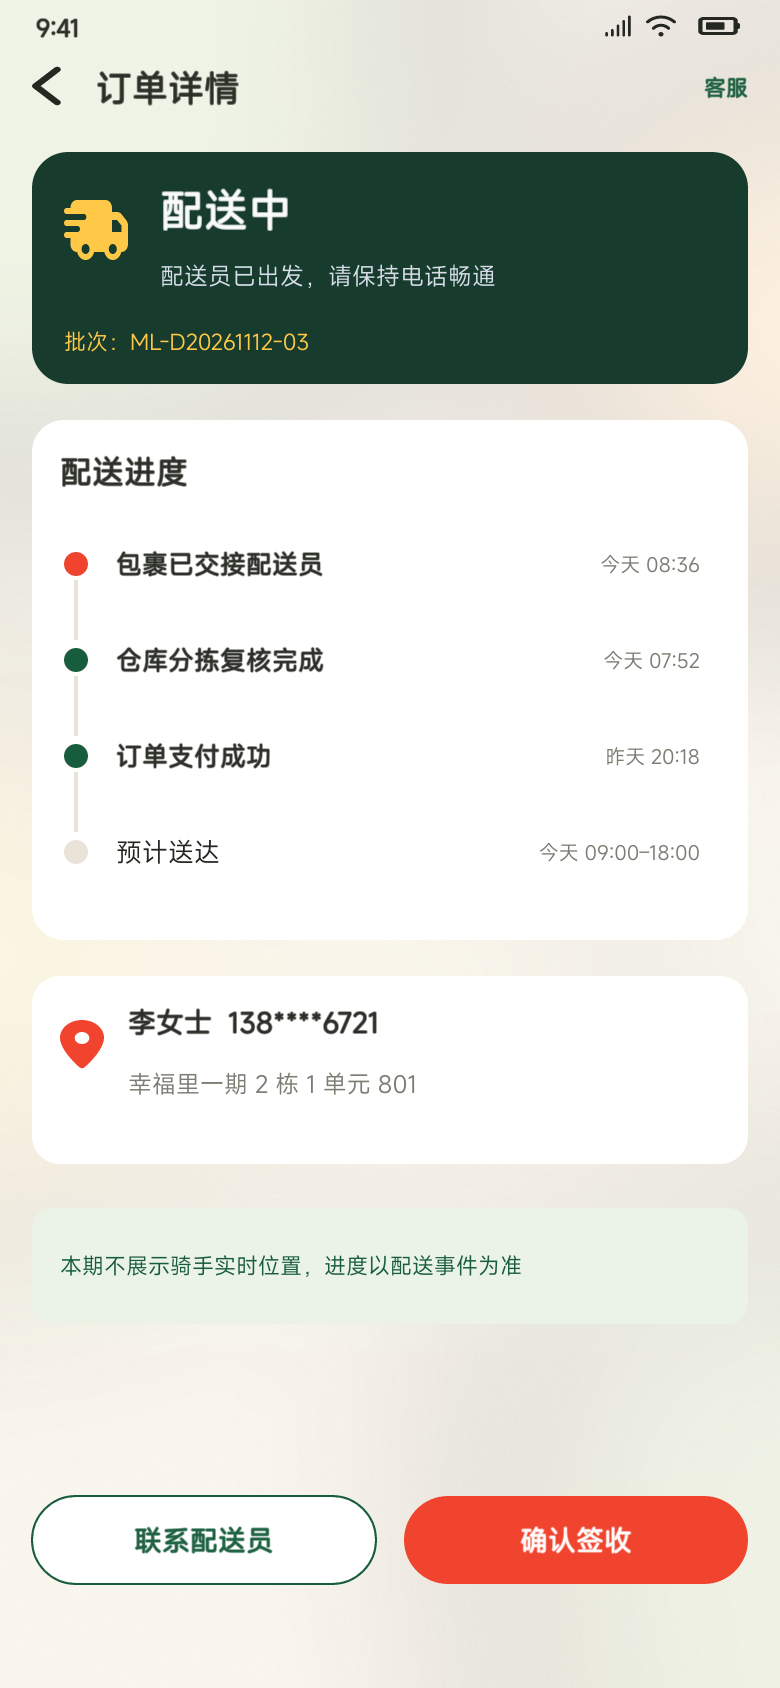 9:41
订单详情
客服
配送中
配送员已出发，请保持电话畅通
批次：ML-D20261112-03
配送进度
包裹已交接配送员 今天 08:36
仓库分拣复核完成 今天 07:52
订单支付成功 昨天 20:18
预计送达 今天 09:00–18:00
李女士 138****6721
幸福里一期 2 栋 1 单元 801
本期不展示骑手实时位置，进度以配送事件为准
联系配送员
确认签收